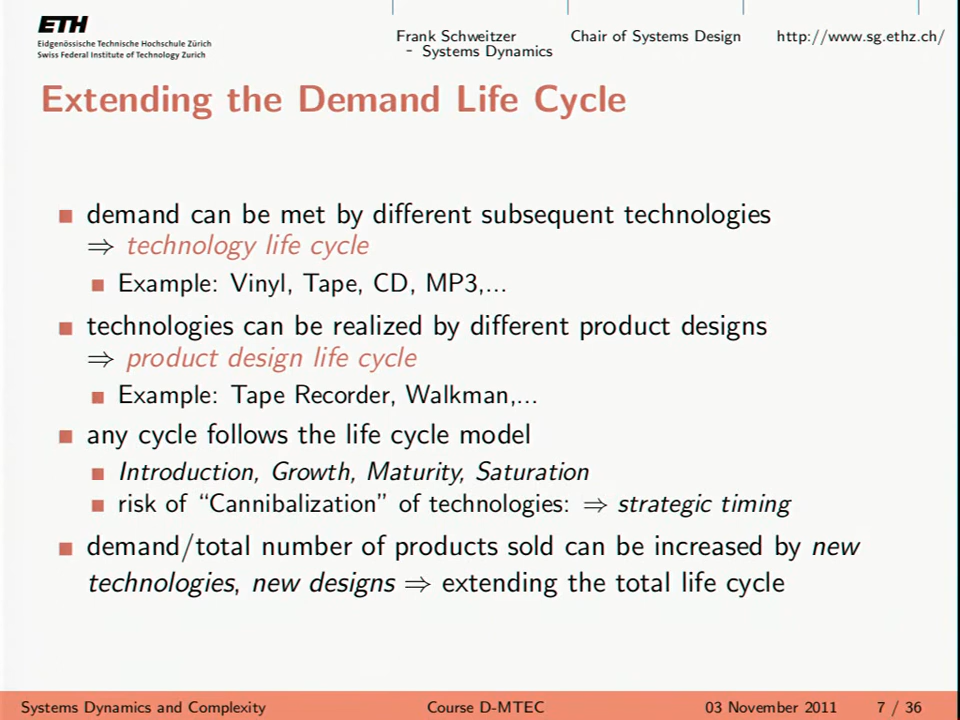 ETH
Eidgenössische Technische Hochschule Zürich
Swiss Federal Institute of Technology Zurich
Frank Schweitzer
- Systems Dynamics
Chair of Systems Design
http://www.sg.ethz.ch/
Extending the Demand Life Cycle
demand can be met by different subsequent technologies
⇒ technology life cycle
Example: Vinyl, Tape, CD, MP3,...
technologies can be realized by different product designs
⇒ product design life cycle
Example: Tape Recorder, Walkman,...
any cycle follows the life cycle model
Introduction, Growth, Maturity, Saturation
risk of “Cannibalization” of technologies: ⇒ strategic timing
demand/total number of products sold can be increased by new
technologies, new designs ⇒ extending the total life cycle
Systems Dynamics and Complexity
Course D-MTEC
03 November 2011
7 / 36